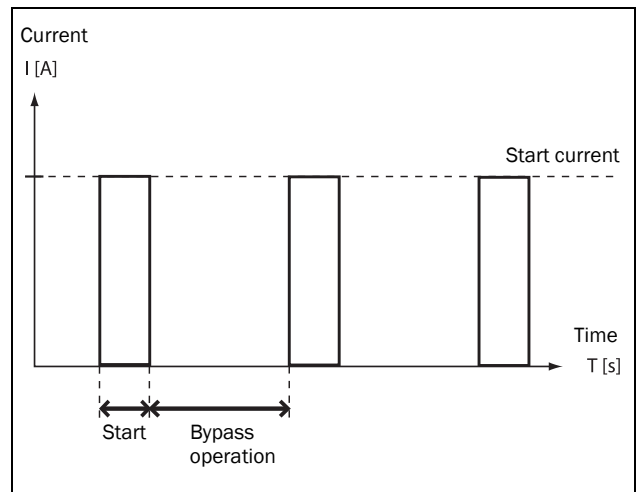 Current
I [A]
Start current
Time
T [s]
Start
Bypass
operation